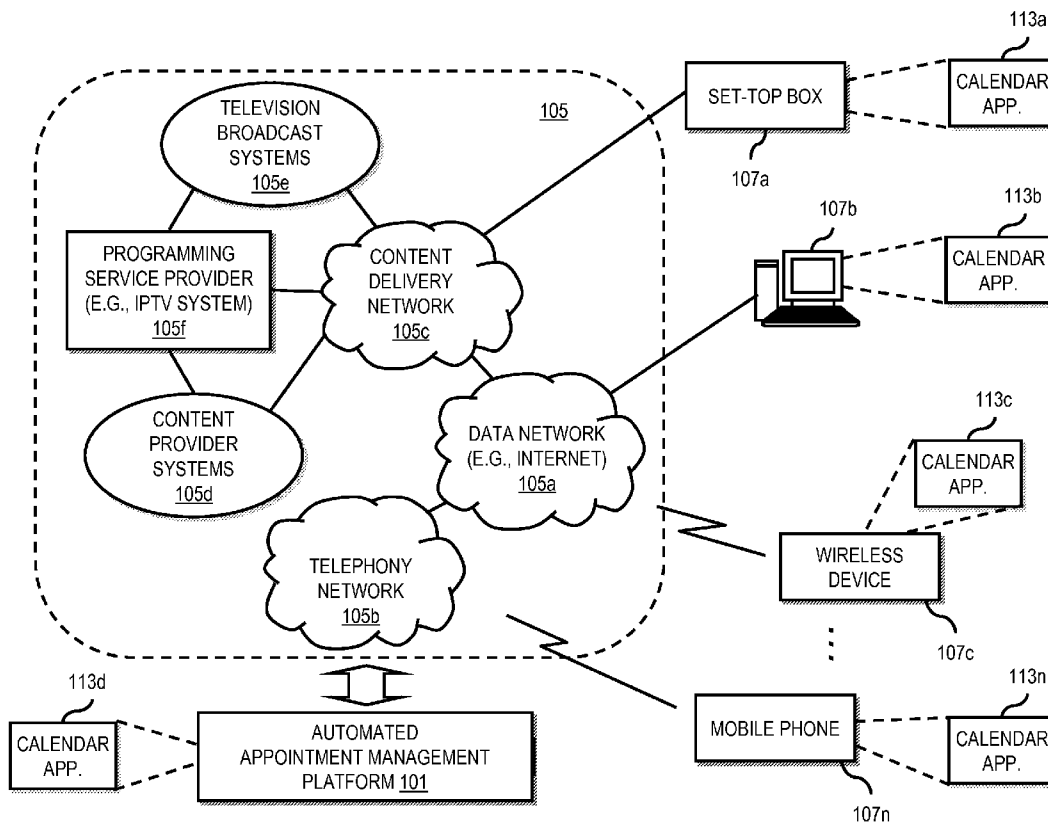 113a
CALENDAR
APP.
SET-TOP BOX
107a
105
TELEVISION
BROADCAST
SYSTEMS
105e
PROGRAMMING
SERVICE PROVIDER
(E.G., IPTV SYSTEM)
105f
CONTENT
DELIVERY
NETWORK
105c
107b
113b
CALENDAR
APP.
CONTENT
PROVIDER
SYSTEMS
105d
DATA NETWORK
(E.G., INTERNET)
105a
113c
CALENDAR
APP.
WIRELESS
DEVICE
107c
TELEPHONY
NETWORK
105b
113d
CALENDAR
APP.
AUTOMATED
APPOINTMENT MANAGEMENT
PLATFORM 101
MOBILE PHONE
107n
113n
CALENDAR
APP.